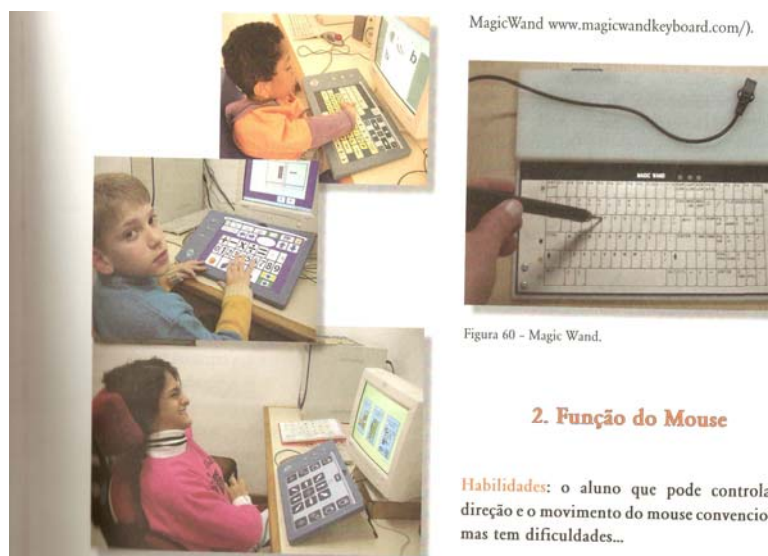 MagicWand www.magicwandkeyboard.com/).
MAGIC WAND
Figura 60 - Magic Wand.
2. Função do Mouse
Habilidades: o aluno que pode controla
direção e o movimento do mouse convencio
mas tem dificuldades...